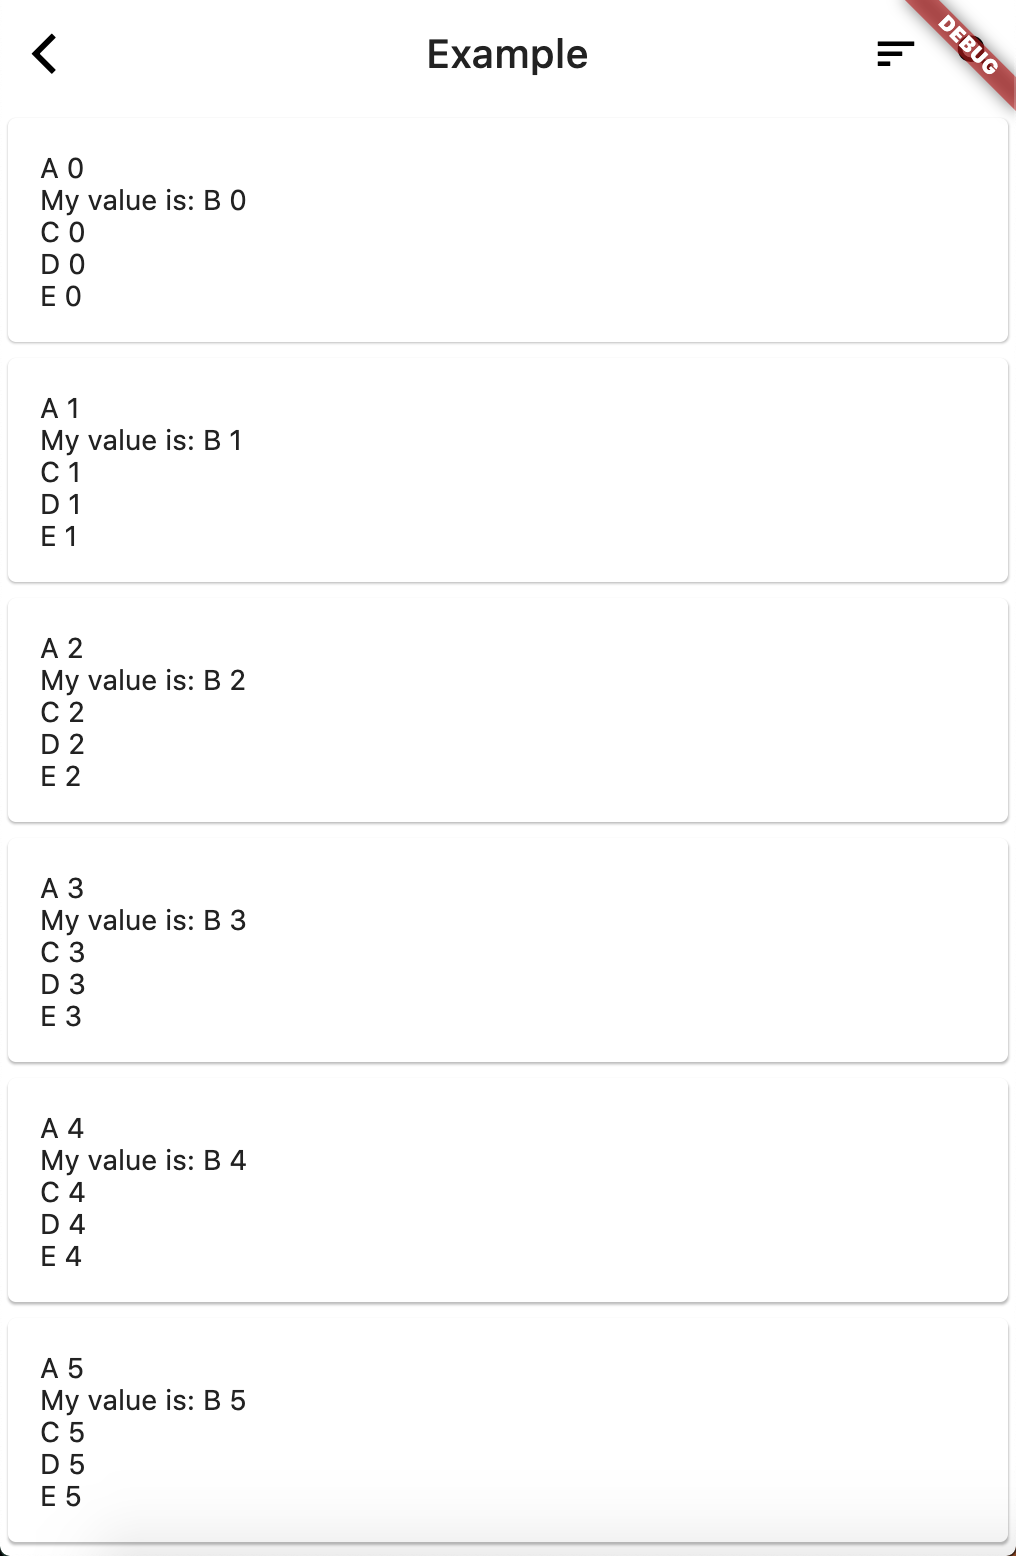 Example
DEBUG
A 0
My value is: B 0
C 0
D 0
E 0
A 1
My value is: B 1
C 1
D 1
E 1
A 2
My value is: B 2
C 2
D 2
E 2
A 3
My value is: B 3
C 3
D 3
E 3
A 4
My value is: B 4
C 4
D 4
E 4
A 5
My value is: B 5
C 5
D 5
E 5